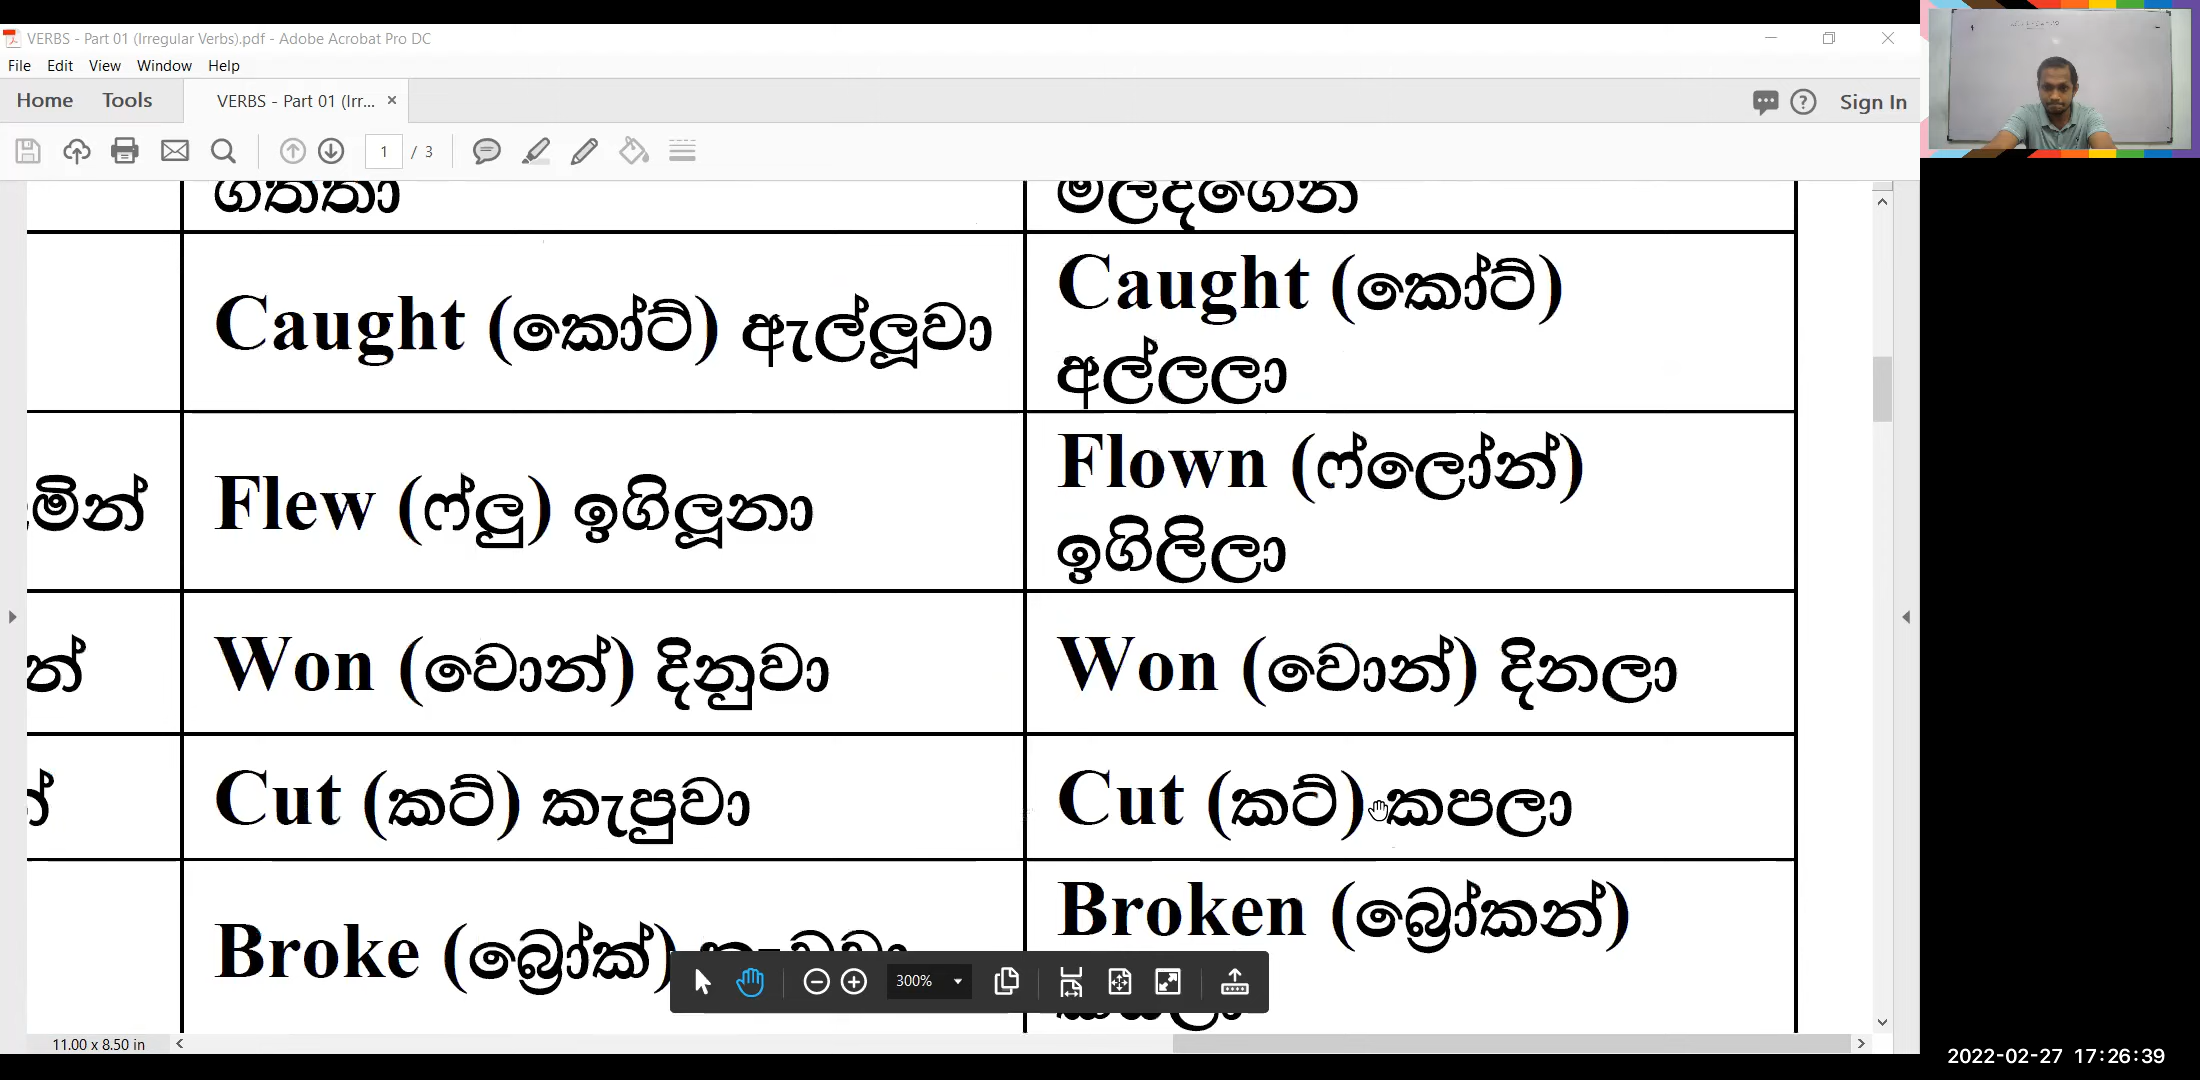 VERBS - Part 01 (Irregular Verbs).pdf - Adobe Acrobat Pro DC
File Edit View Window Help
Home Tools VERBS - Part 01 (Irr... × Sign In
1 / 3
ගත්තා
මිලදීගෙන
Caught (කෝට්) ඇල්ලූවා
Caught (කෝට්)
අල්ලලා
මින් Flew (ෆ්ලු) ඉගිලූනා
Flown (ෆ්ලෝන්)
ඉගිලිලා
න් Won (වොන්) දිනුවා Won (වොන්) දිනලා
Cut (කට්) කැපුවා Cut (කට්) කපලා
Broke (බ්‍රෝක්)
Broken (බ්‍රෝකන්)
300%
11.00 x 8.50 in
2022-02-27 17:26:39